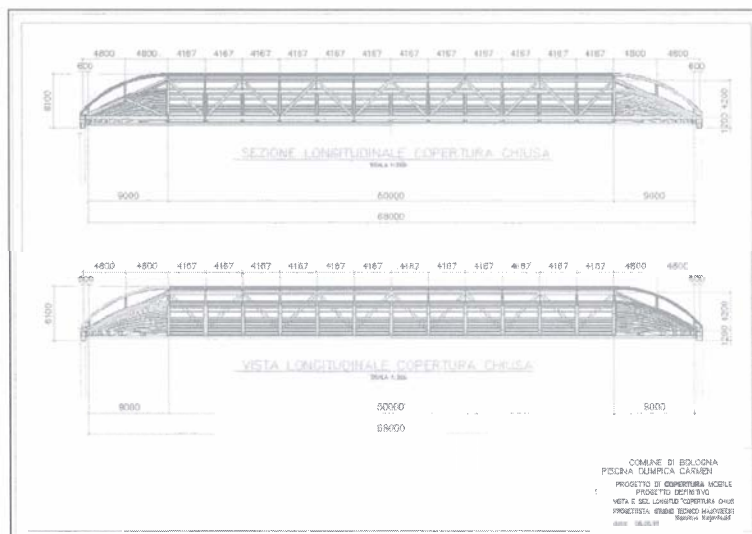 4800 4800 4167 4167 4167 4167 4167 4167 4167 4167 4167 4167 4167 4167 4800 4800
600 600
6100 4200
1200
SEZIONE LONGITUDINALE COPERTURA CHIUSA
9000 50000 9000
68000
4800 4800 4167 4167 4167 4167 4167 4167 4167 4167 4167 4167 4167 4167 4800 4800
6100 4200
1200
VISTA LONGITUDINALE COPERTURA CHIUSA
9000 50000 9000
68000
COMUNE DI BOLOGNA
PISCINA OLIMPICA CARMEN
PROGETTO DI COPERTURA MOBILE
PROGETTO DEFINITIVO
VISTA E SEZ. LONGITUD COPERTURA
PROGETTISTA STUDIO TECNICO